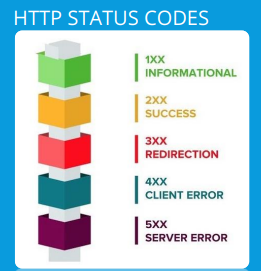 HTTP STATUS CODES
1XX
INFORMATIONAL
2XX
SUCCESS
3XX
REDIRECTION
4XX
CLIENT ERROR
5XX
SERVER ERROR